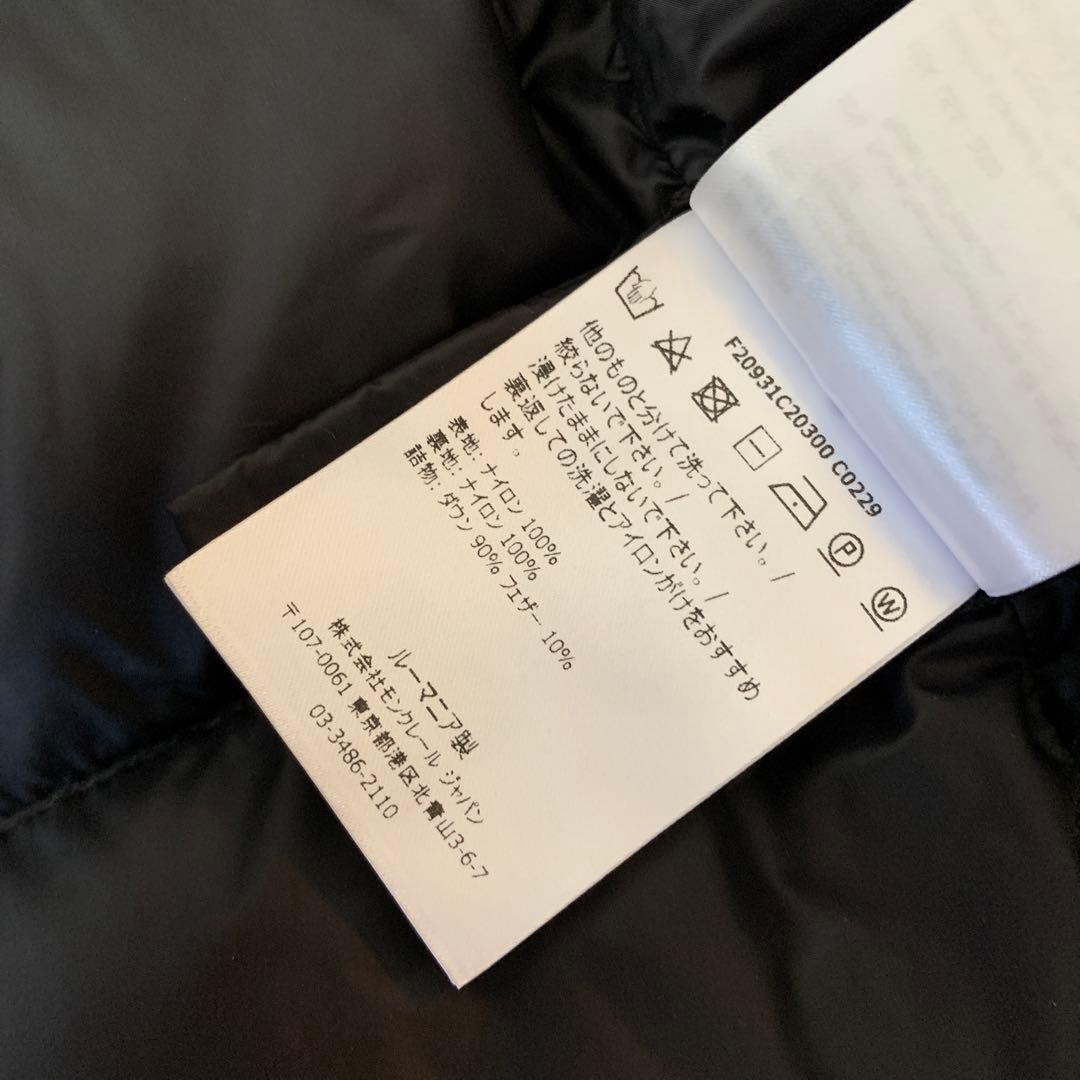 F20931C20300 C0229
P
W
他のものと分けて洗って下さい。/
絞らないで下さい。/
浸けたままにしないで下さい。/
裏返しての洗濯とアイロンがけをおすすめ
します。
表地: ナイロン 100%
裏地: ナイロン 100%
詰物: ダウン 90% フェザー 10%
ルーマニア製
株式会社モンクレール ジャパン
〒107-0061 東京都港区北青山3-6-7
03-3486-2110